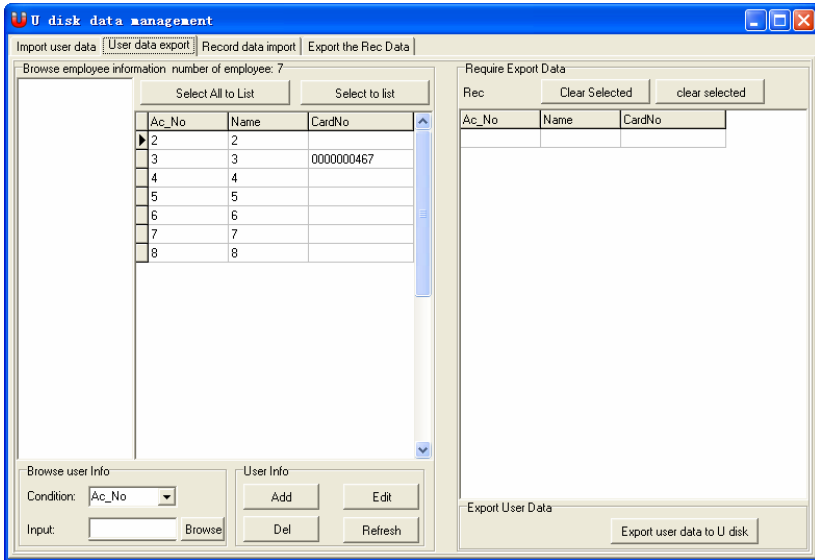 U disk data management
Import user data User data export Record data import Export the Rec Data
Browse employee information number of employee: 7
Select All to List Select to list
Ac_No Name CardNo
2 2
3 3 0000000467
4 4
5 5
6 6
7 7
8 8
Browse user Info
Condition: Ac_No
Input: Browse
User Info
Add Edit
Del Refresh
Require Export Data
Rec Clear Selected clear selected
Ac_No Name CardNo
Export User Data
Export user data to U disk